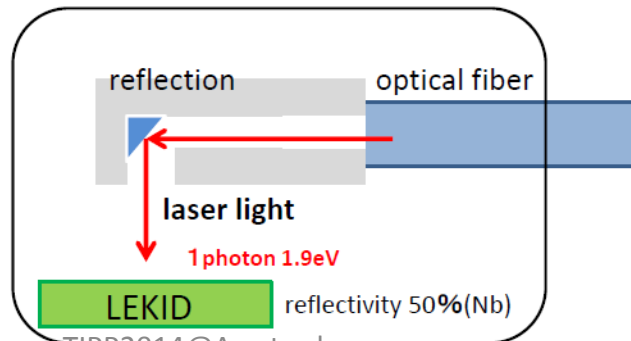 reflection optical fiber
laser light
1photon 1.9eV
LEKID reflectivity 50%(Nb)